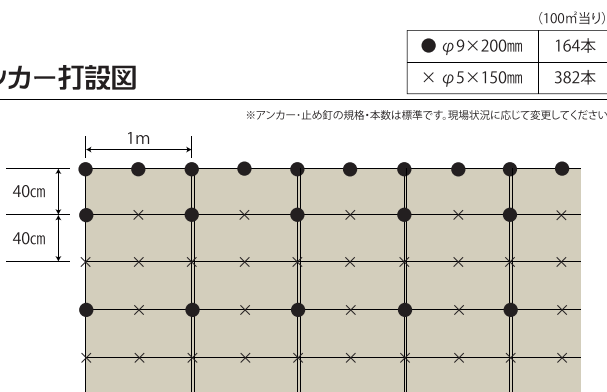 (100㎡当り)
● φ9×200㎜ 164本
× φ5×150㎜ 382本
ンカー打設図
※アンカー・止め釘の規格・本数は標準です。現場状況に応じて変更してください
1m
40㎝
40㎝